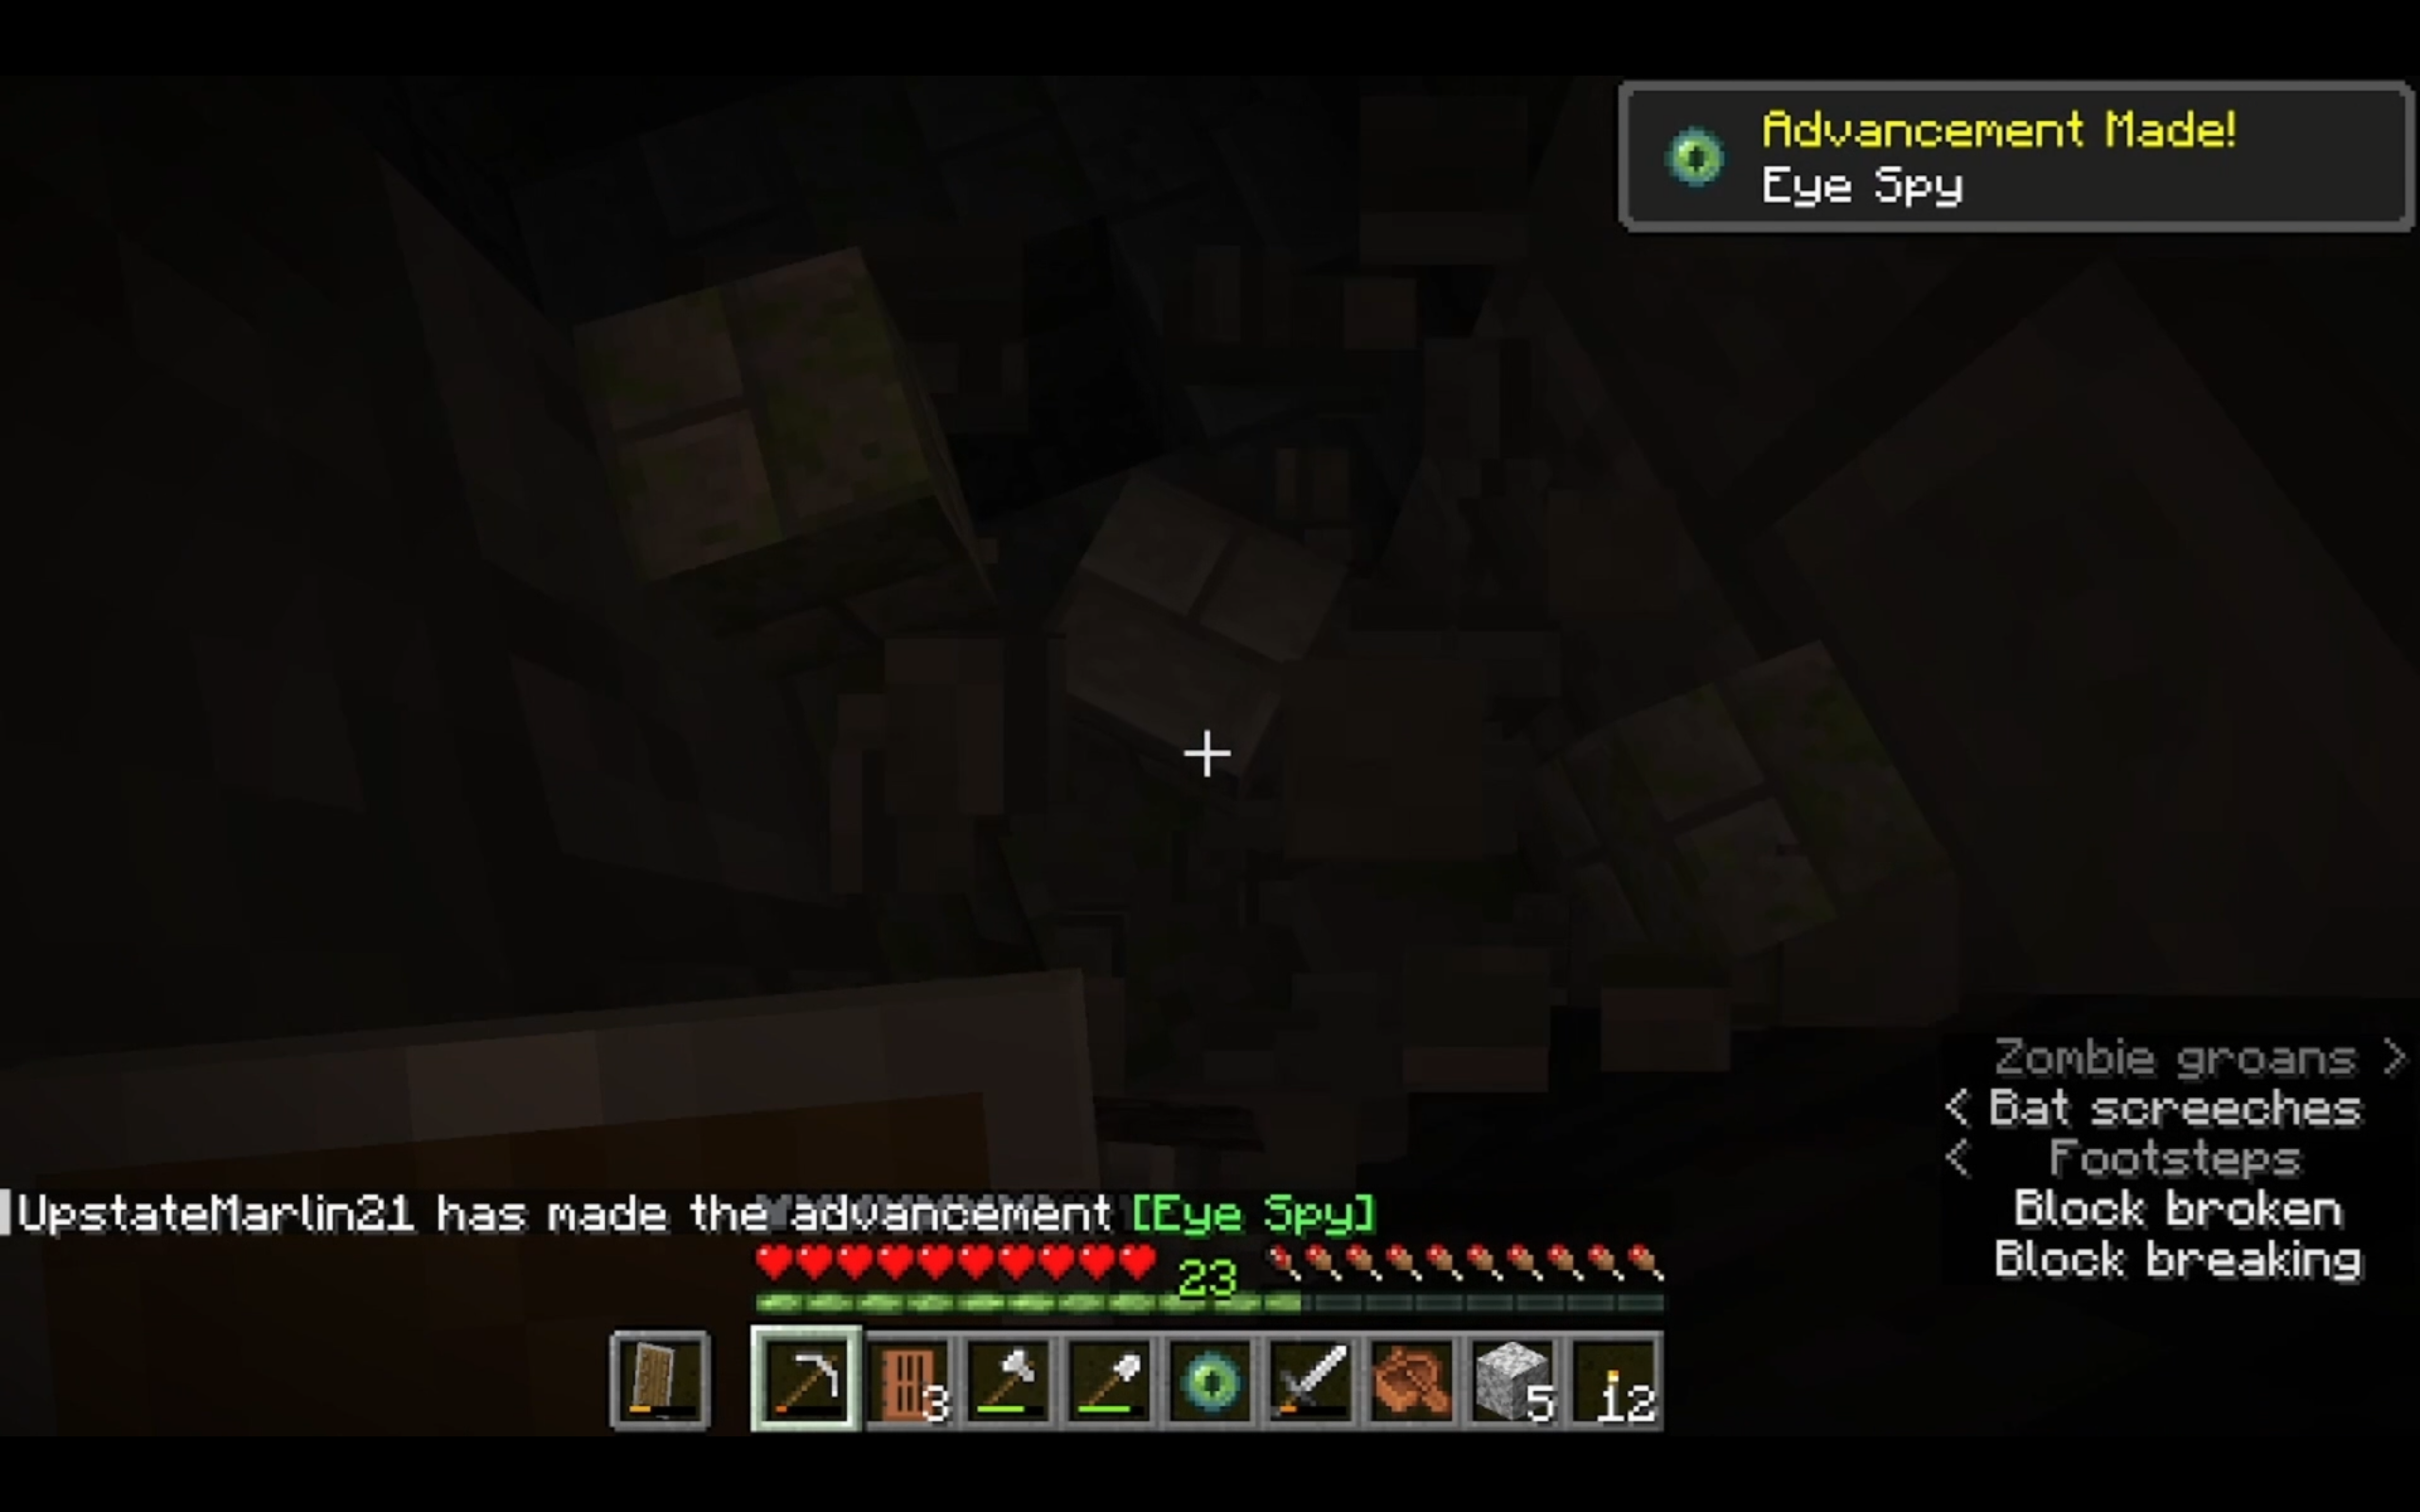 Advancement Made!
Eye Spy
Zombie groans >
< Bat screeches
< Footsteps
Block broken
Block breaking
UpstateMarlin21 has made the advancement [Eye Spy]
23
3
5
12